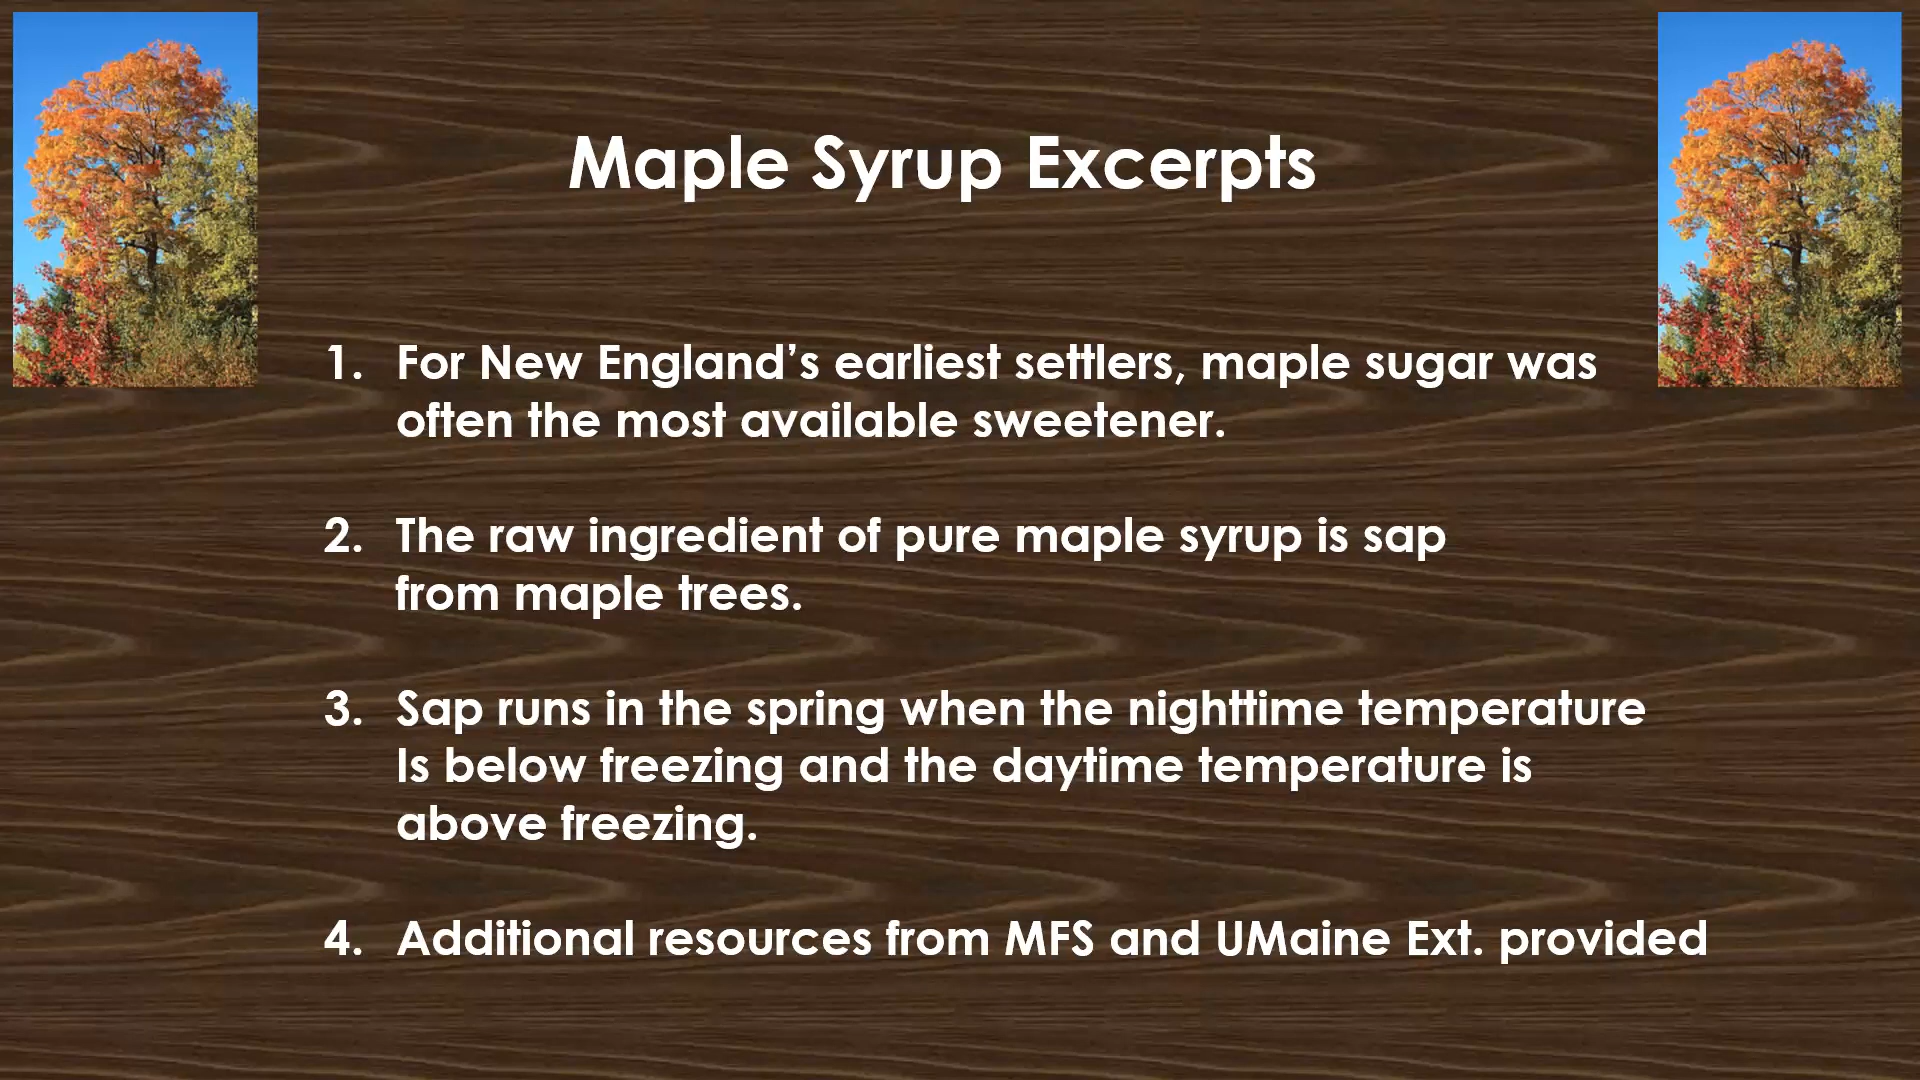 Maple Syrup Excerpts
1. For New England’s earliest settlers, maple sugar was
often the most available sweetener.
2. The raw ingredient of pure maple syrup is sap
from maple trees.
3. Sap runs in the spring when the nighttime temperature
Is below freezing and the daytime temperature is
above freezing.
4. Additional resources from MFS and UMaine Ext. provided